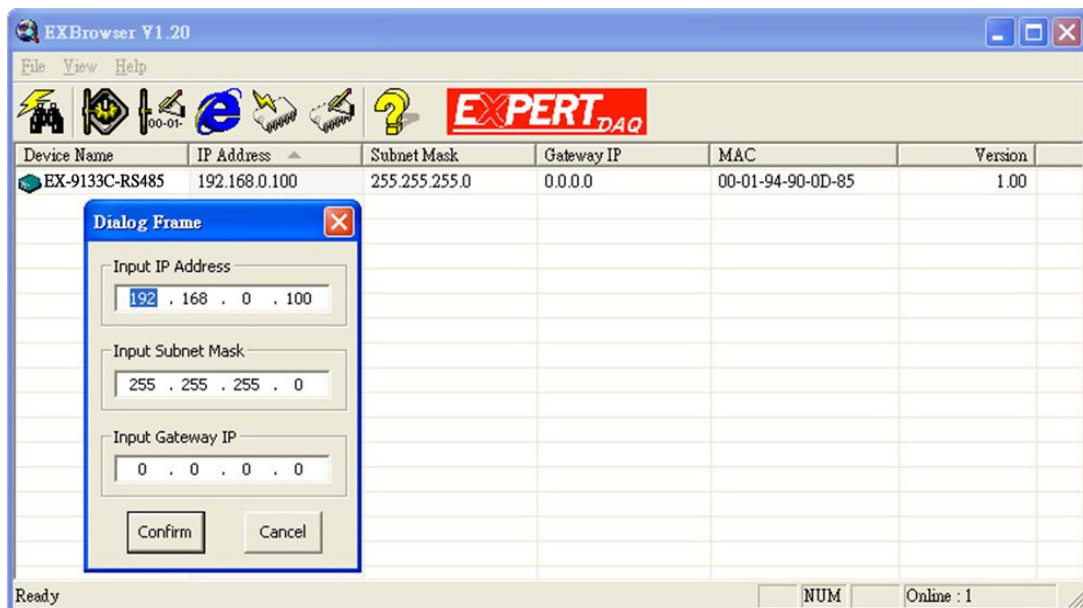 EXBrowser V1.20
File View Help
00-01-
EXPERT DAQ
Device Name IP Address Subnet Mask Gateway IP MAC Version
EX-9133C-RS485 192.168.0.100 255.255.255.0 0.0.0.0 00-01-94-90-0D-85 1.00
Dialog Frame
Input IP Address
192 . 168 . 0 . 100
Input Subnet Mask
255 . 255 . 255 . 0
Input Gateway IP
0 . 0 . 0 . 0
Confirm Cancel
Ready NUM Online : 1